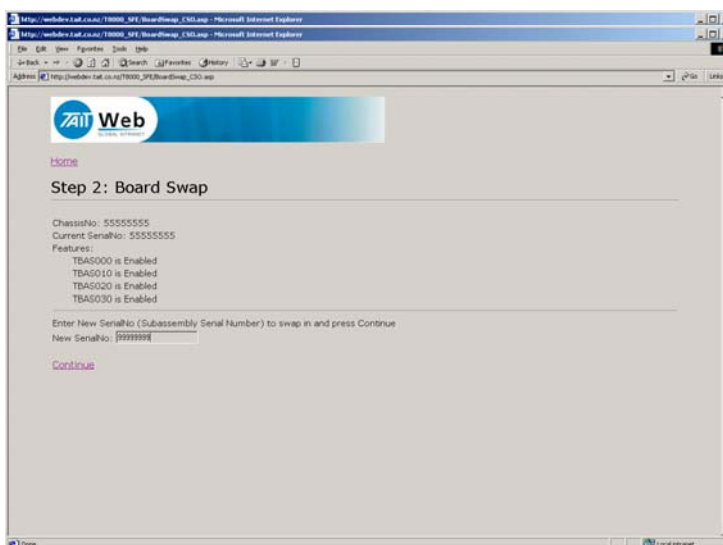 http://webdev.tait.co.nz/T8000_SFE/BoardSwap_CSO.asp - Microsoft Internet Explorer
http://webdev.tait.co.nz/T8000_SFE/BoardSwap_CSO.asp - Microsoft Internet Explorer
File Edit View Favorites Tools Help
Back Search Favorites History
Address http://webdev.tait.co.nz/T8000_SFE/BoardSwap_CSO.asp Go Links
TAIT Web
GLOBAL INTRANET
Home
Step 2: Board Swap
ChassisNo: 55555555
Current SerialNo: 55555555
Features:
TBAS000 is Enabled
TBAS010 is Enabled
TBAS020 is Enabled
TBAS030 is Enabled
Enter New SerialNo (Subassembly Serial Number) to swap in and press Continue
New SerialNo: 99999999
Continue
Done Local intranet